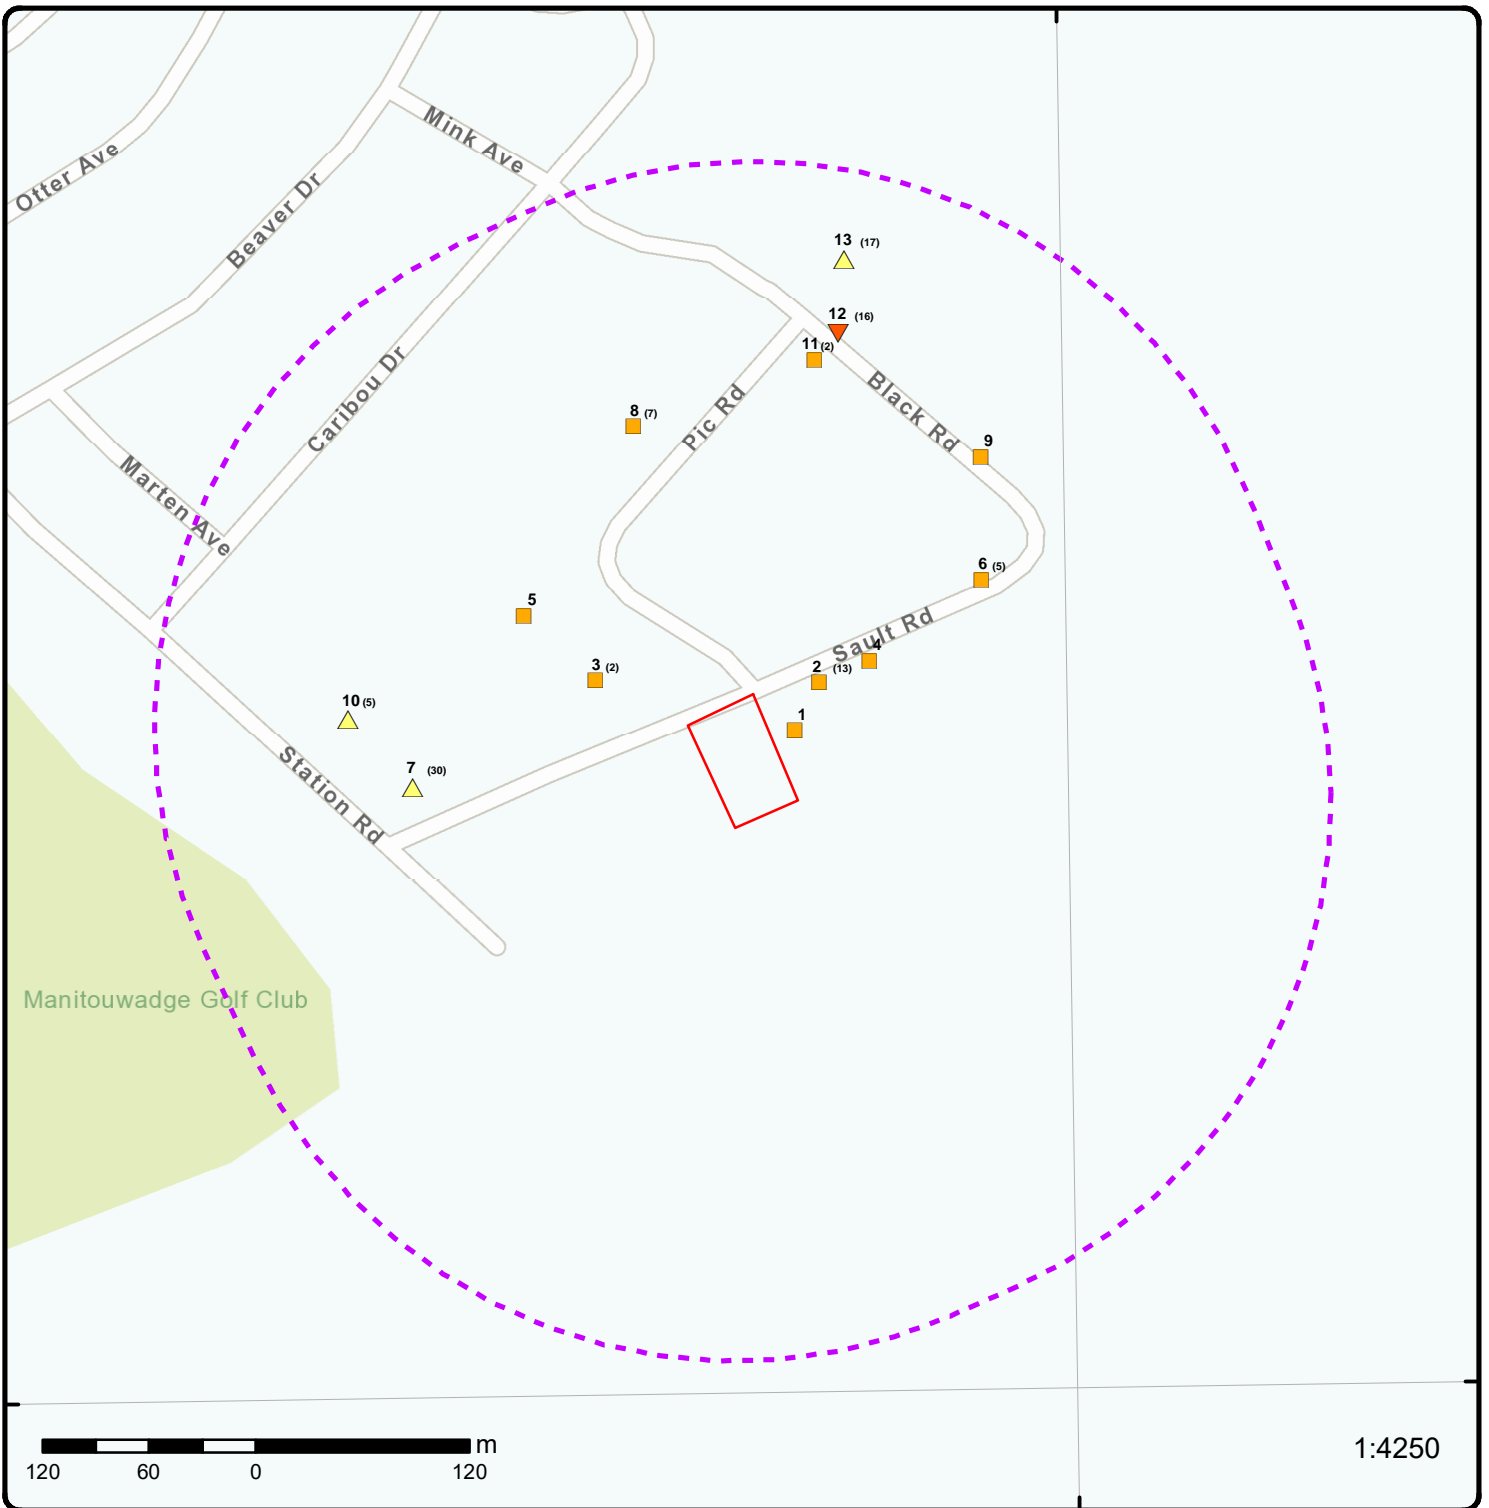 Mink Ave
Otter Ave
Beaver Dr
13 (17)
12 (16)
11 (2)
Caribou Dr
Black Rd
Pic Rd
8 (7)
9
Marten Ave
6 (5)
5
Sault Rd
4
3 (2)
2 (13)
10 (5)
1
7 (30)
Station Rd
Manitouwadge Golf Club
m
1:4250
120 60 0 120